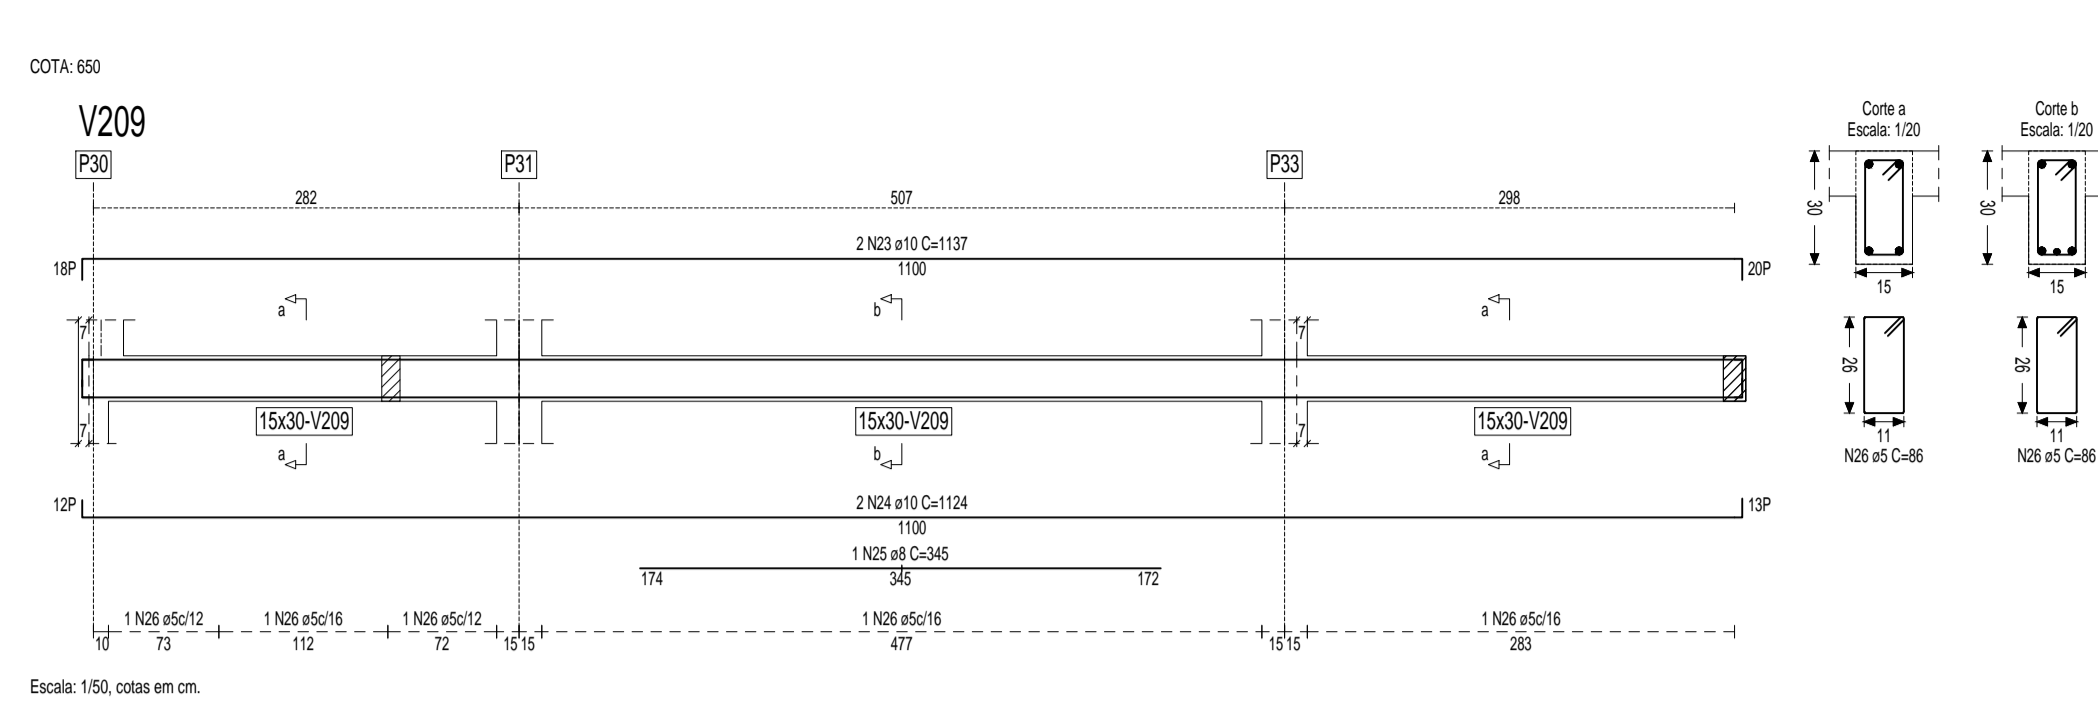 COTA: 650
V209
P30 P31 P33
282 507 298
2 N23 ø10 C=1137
18P 1100 20P
a b a
7 7
15x30-V209 15x30-V209 15x30-V209
7 7
a b a
2 N24 ø10 C=1124
12P 1100 13P
1 N25 ø8 C=345
174 345 172
1 N26 ø5c/12 1 N26 ø5c/16 1 N26 ø5c/12 1 N26 ø5c/16 1 N26 ø5c/16
10 73 112 72 15 15 477 15 15 283
Escala: 1/50, cotas em cm.
Corte a
Escala: 1/20
30
15
26
11
N26 ø5 C=86
Corte b
Escala: 1/20
30
15
26
11
N26 ø5 C=86